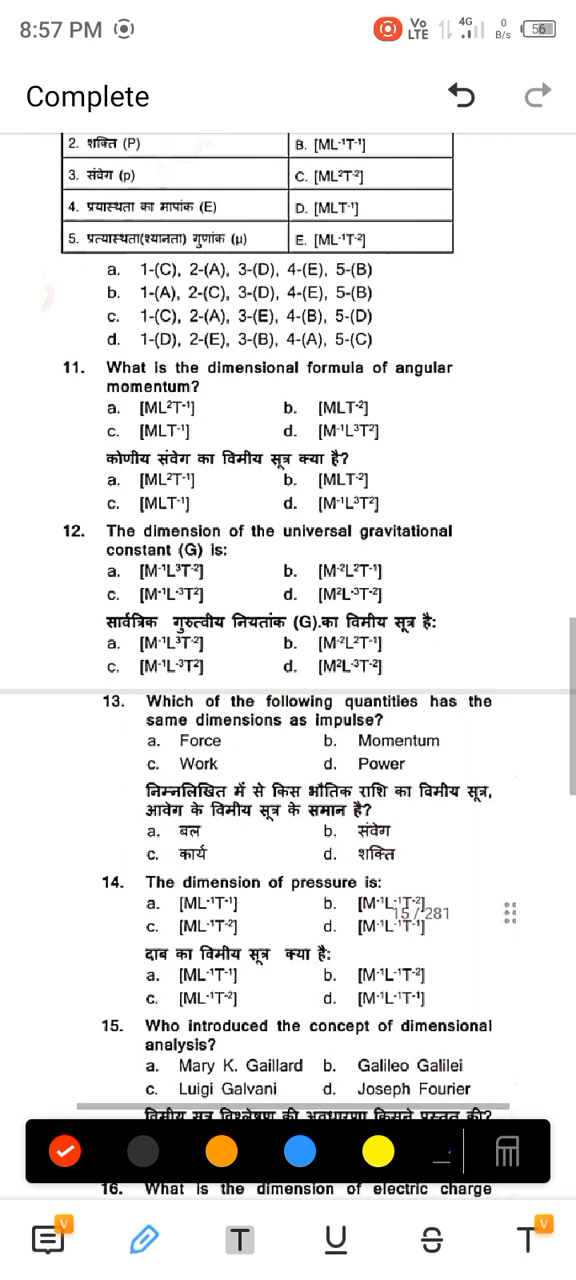 8:57 PM
Vo LTE 4G 0 B/s 56
Complete
2. शक्ति (P) B. [ML⁻¹T⁻¹]
3. संवेग (p) C. [ML²T⁻²]
4. प्रयास्थता का मापांक (E) D. [MLT⁻¹]
5. प्रत्यास्थता(श्यानता) गुणांक (μ) E. [ML⁻¹T⁻²]
a. 1-(C), 2-(A), 3-(D), 4-(E), 5-(B)
b. 1-(A), 2-(C), 3-(D), 4-(E), 5-(B)
c. 1-(C), 2-(A), 3-(E), 4-(B), 5-(D)
d. 1-(D), 2-(E), 3-(B), 4-(A), 5-(C)
11. What is the dimensional formula of angular
momentum?
a. [ML²T⁻¹] b. [MLT⁻²]
c. [MLT⁻¹] d. [M⁻¹L³T²]
कोणीय संवेग का विमीय सूत्र क्या है?
a. [ML²T⁻¹] b. [MLT⁻²]
c. [MLT⁻¹] d. [M⁻¹L³T²]
12. The dimension of the universal gravitational
constant (G) is:
a. [M⁻¹L³T⁻²] b. [M⁻²L²T⁻¹]
c. [M⁻¹L⁻³T²] d. [M²L⁻³T⁻²]
सार्वत्रिक गुरुत्वीय नियतांक (G).का विमीय सूत्र है:
a. [M⁻¹L³T⁻²] b. [M⁻²L²T⁻¹]
c. [M⁻¹L⁻³T²] d. [M²L⁻³T⁻²]
13. Which of the following quantities has the
same dimensions as impulse?
a. Force b. Momentum
c. Work d. Power
निम्नलिखित में से किस भौतिक राशि का विमीय सूत्र,
आवेग के विमीय सूत्र के समान है?
a. बल b. संवेग
c. कार्य d. शक्ति
14. The dimension of pressure is:
a. [ML⁻¹T⁻¹] b. [M⁻¹L⁻¹T⁻²]
15 / 281
c. [ML⁻¹T⁻²] d. [M⁻¹L⁻¹T⁻¹]
दाब का विमीय सूत्र क्या है:
a. [ML⁻¹T⁻¹] b. [M⁻¹L⁻¹T⁻²]
c. [ML⁻¹T⁻²] d. [M⁻¹L⁻¹T⁻¹]
15. Who introduced the concept of dimensional
analysis?
a. Mary K. Gaillard b. Galileo Galilei
c. Luigi Galvani d. Joseph Fourier
विमीय सूत्र विश्लेषण की अवधारणा किसने प्रस्तुत की?
16. What is the dimension of electric charge
V T U S T V